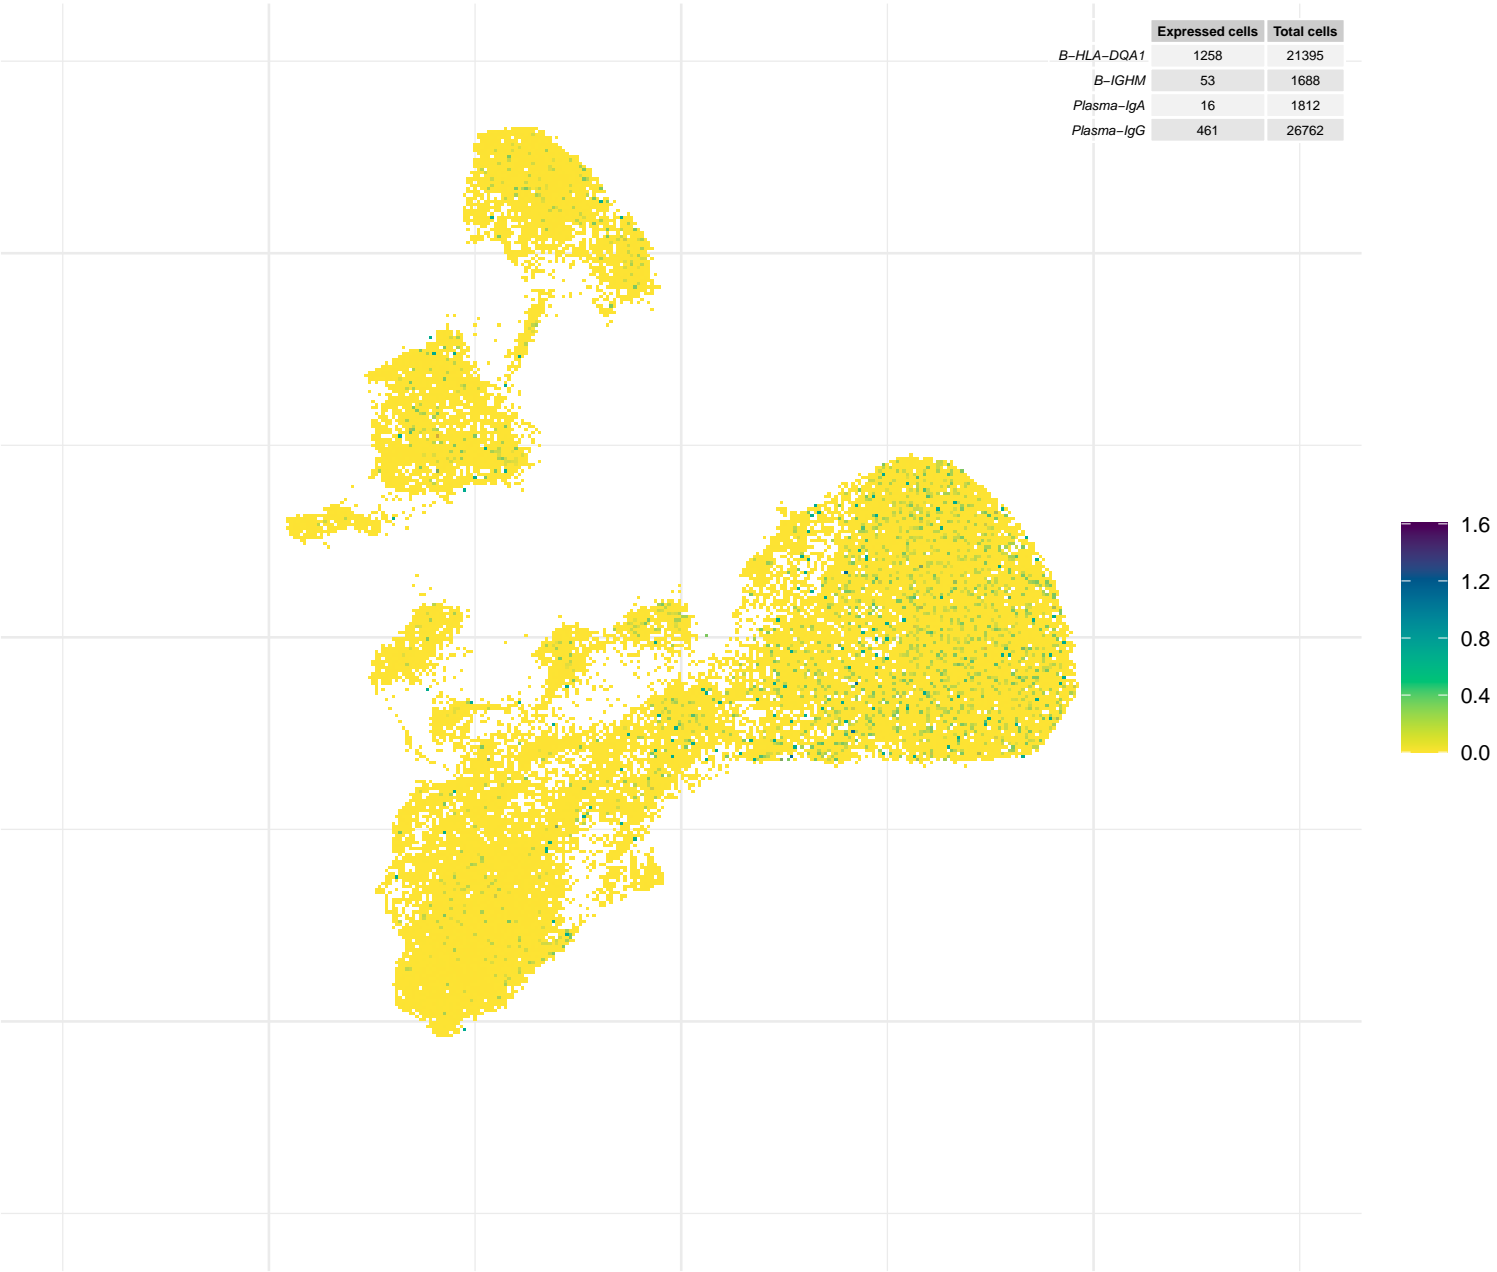 Expressed cells Total cells
B−HLA−DQA1 1258 21395
B−IGHM 53 1688
Plasma−IgA 16 1812
Plasma−IgG 461 26762
1.6
1.2
0.8
0.4
0.0